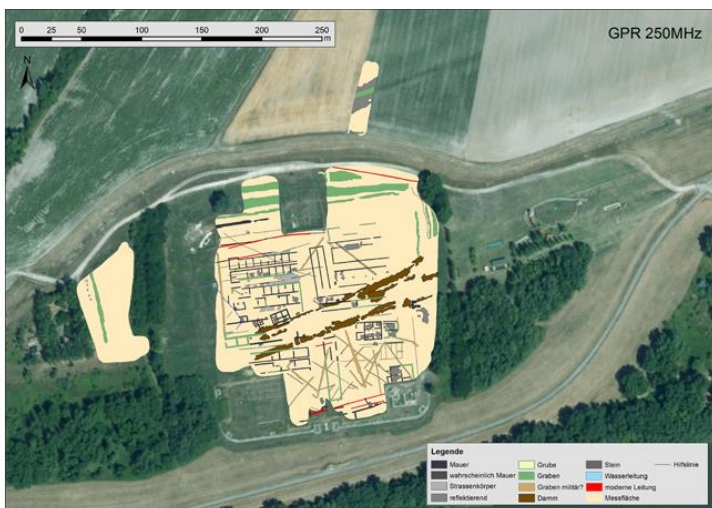 0 25 50 100 150 200 250
m
GPR 250MHz
N
Legende
Mauer
wahrscheinlich Mauer
Strassenkörper
reflektierend
Grube
Graben
Graben militär?
Damm
Stein
Wasserleitung
moderne Leitung
Messfläche
Hilfslinie